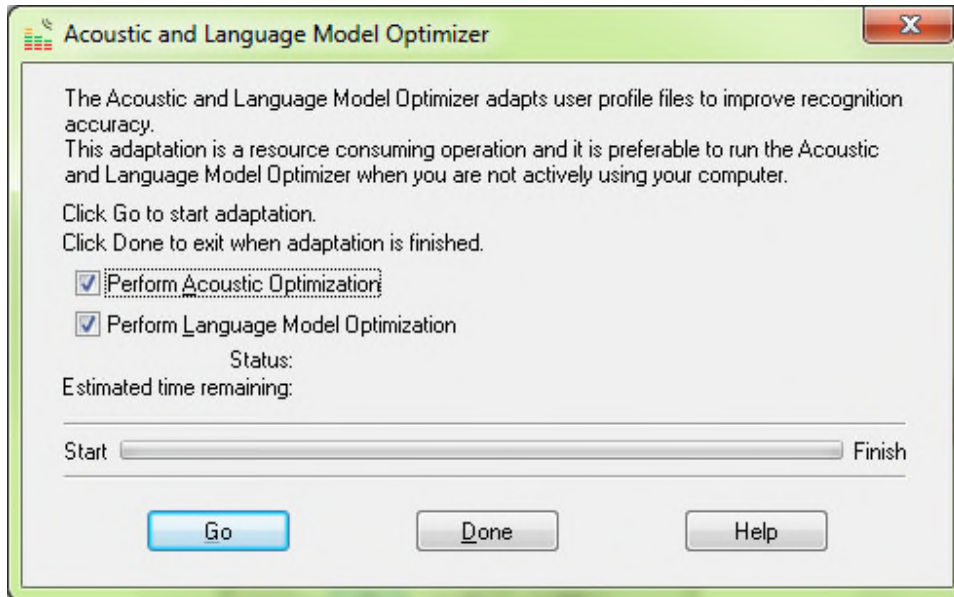 Acoustic and Language Model Optimizer
The Acoustic and Language Model Optimizer adapts user profile files to improve recognition
accuracy.
This adaptation is a resource consuming operation and it is preferable to run the Acoustic
and Language Model Optimizer when you are not actively using your computer.
Click Go to start adaptation.
Click Done to exit when adaptation is finished.
Perform Acoustic Optimization
Perform Language Model Optimization
Status:
Estimated time remaining:
Start Finish
Go Done Help